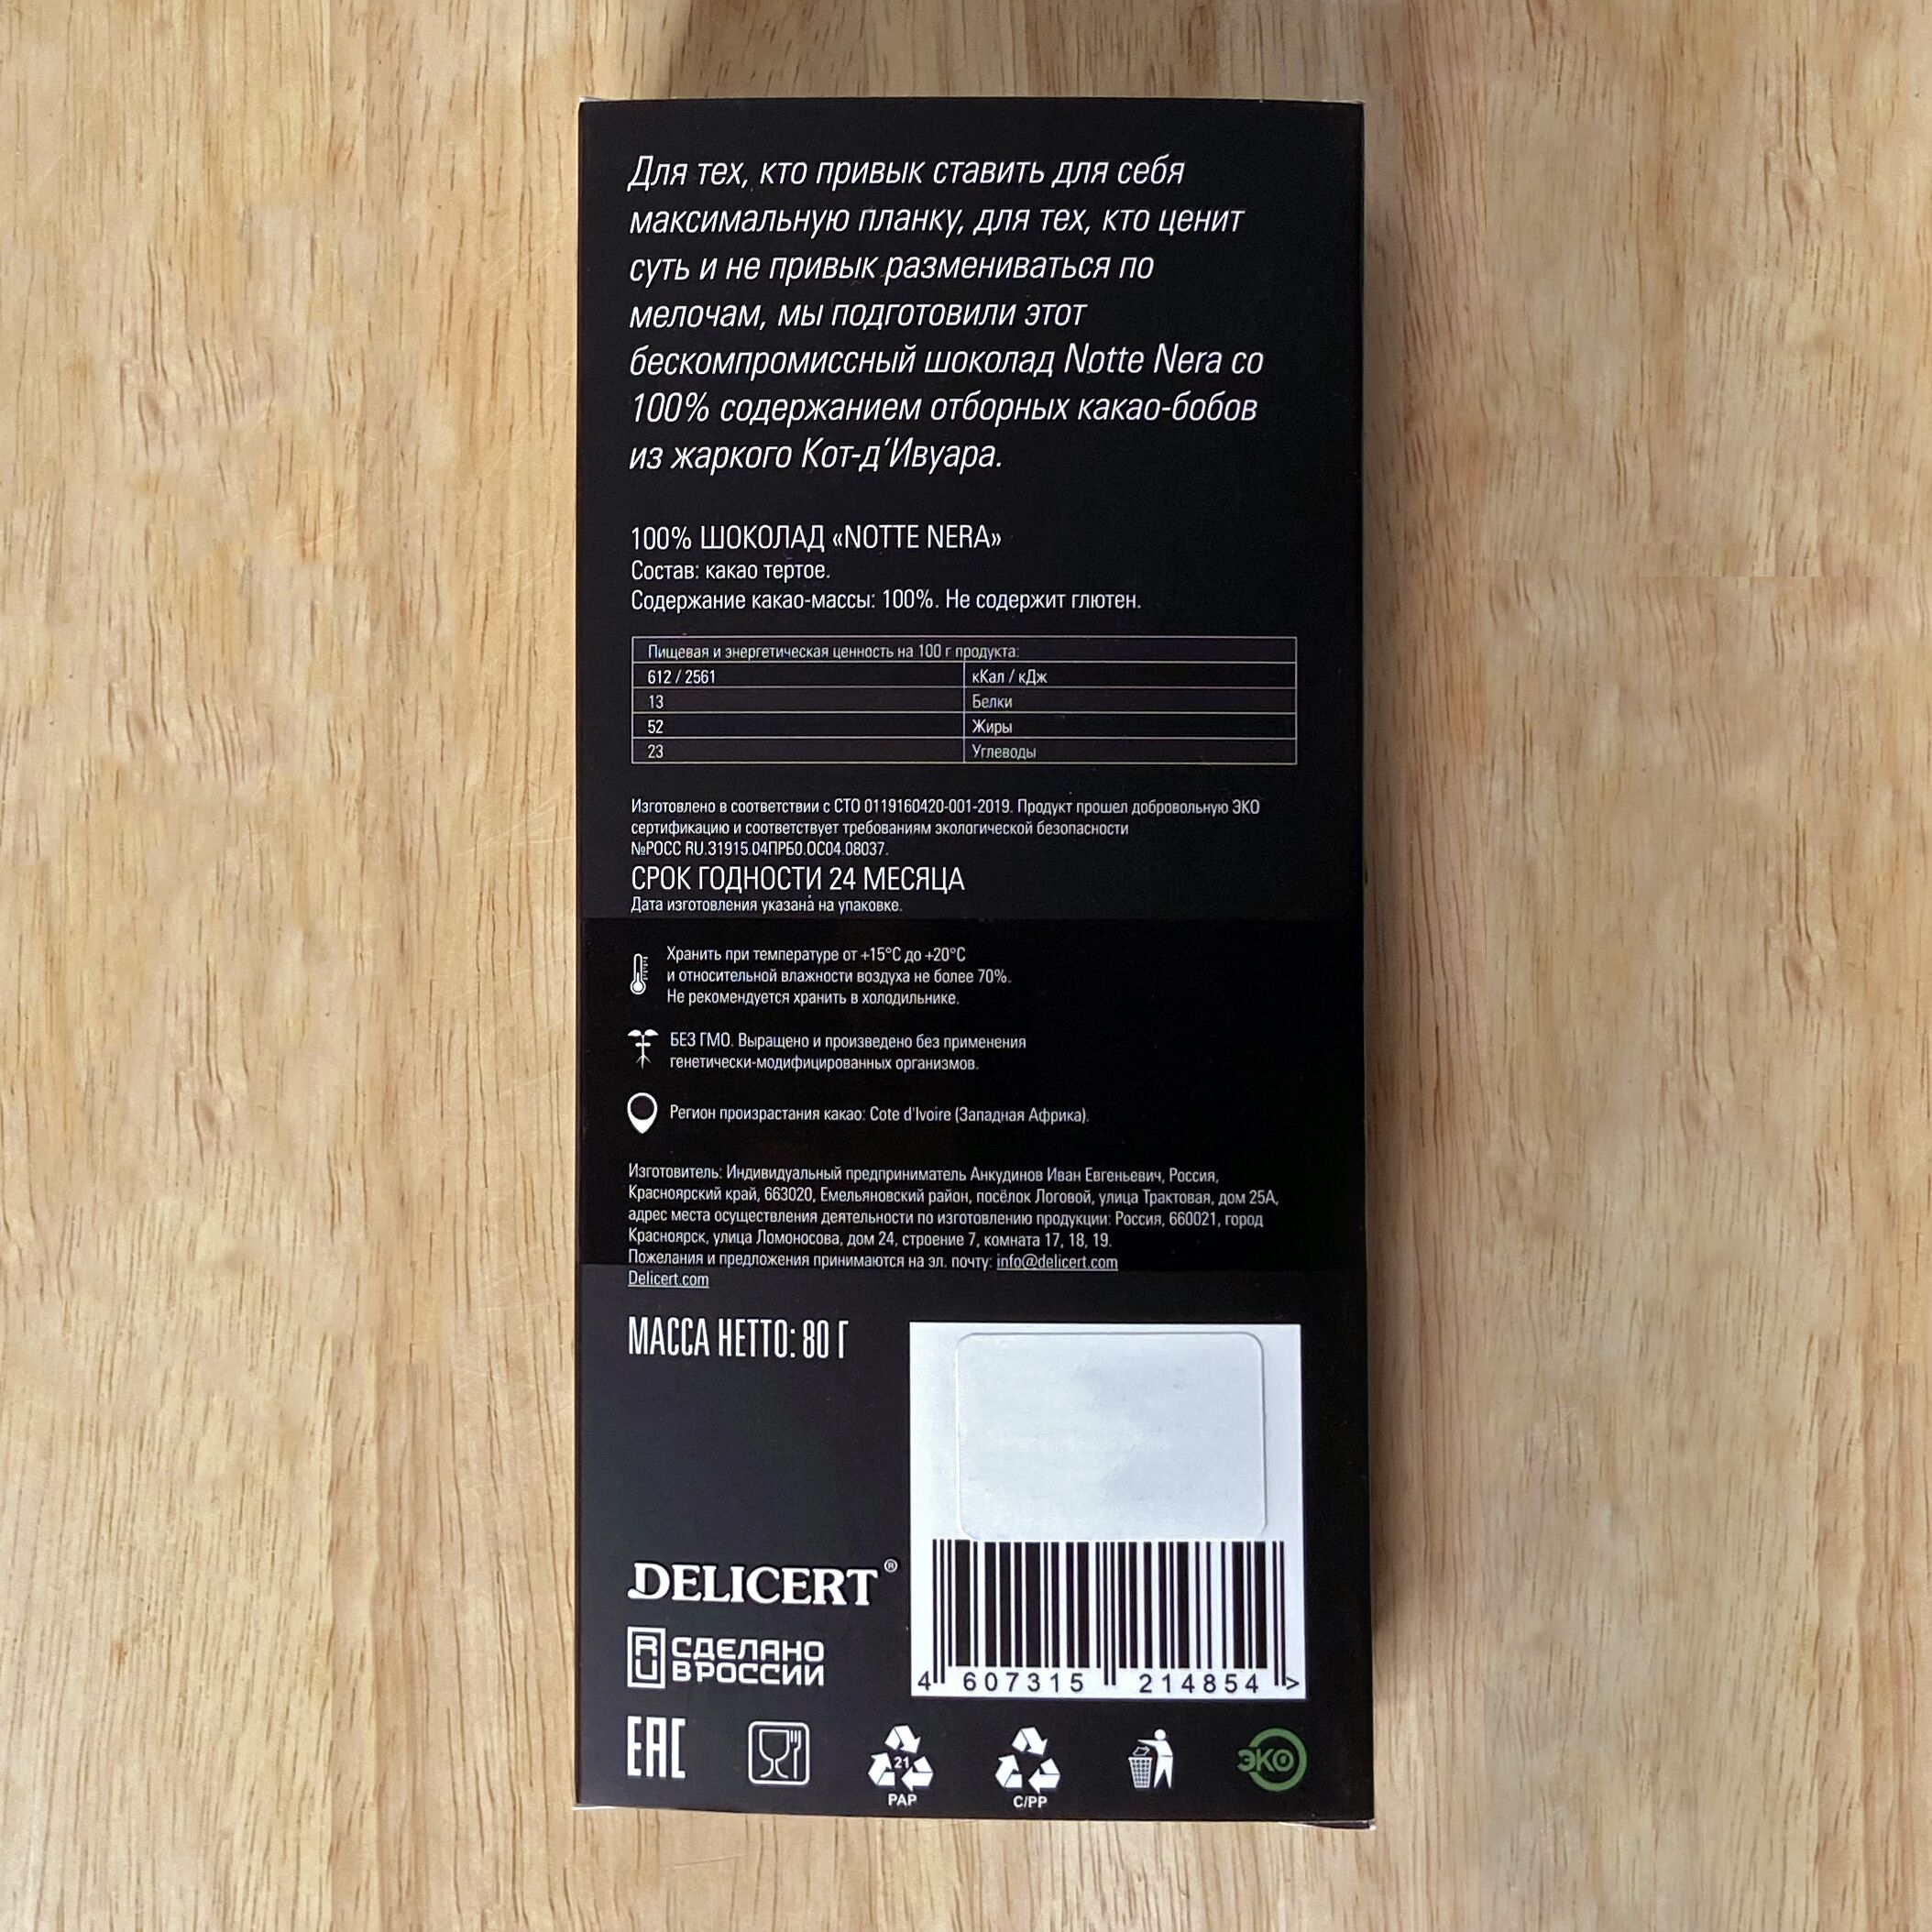 Для тех, кто привык ставить для себя
максимальную планку, для тех, кто ценит
суть и не привык размениваться по
мелочам, мы подготовили этот
бескомпромиссный шоколад Notte Nera со
100% содержанием отборных какао-бобов
из жаркого Кот-д'Ивуара.
100% ШОКОЛАД «NOTTE NERA»
Состав: какао тертое.
Содержание какао-массы: 100%. Не содержит глютен.
Пищевая и энергетическая ценность на 100 г продукта:
612 / 2561 кКал / кДж
13 Белки
52 Жиры
23 Углеводы
Изготовлено в соответствии с СТО 0119160420-001-2019. Продукт прошел добровольную ЭКО
сертификацию и соответствует требованиям экологической безопасности
№РОСС RU.31915.04ПРБ0.ОС04.08037.
СРОК ГОДНОСТИ 24 МЕСЯЦА
Дата изготовления указана на упаковке.
Хранить при температуре от +15°С до +20°С
и относительной влажности воздуха не более 70%.
Не рекомендуется хранить в холодильнике.
БЕЗ ГМО. Выращено и произведено без применения
генетически-модифицированных организмов.
Регион произрастания какао: Cote d'Ivoire (Западная Африка).
Изготовитель: Индивидуальный предприниматель Анкудинов Иван Евгеньевич, Россия,
Красноярский край, 663020, Емельяновский район, посёлок Логовой, улица Трактовая, дом 25А,
адрес места осуществления деятельности по изготовлению продукции: Россия, 660021, город
Красноярск, улица Ломоносова, дом 24, строение 7, комната 17, 18, 19.
Пожелания и предложения принимаются на эл. почту: info@delicert.com
Delicert.com
МАССА НЕТТО: 80 Г
DELICERT®
RU СДЕЛАНО
В РОССИИ
4 607315 214854 >
EAC
21
PAP
C/PP
ЭКО